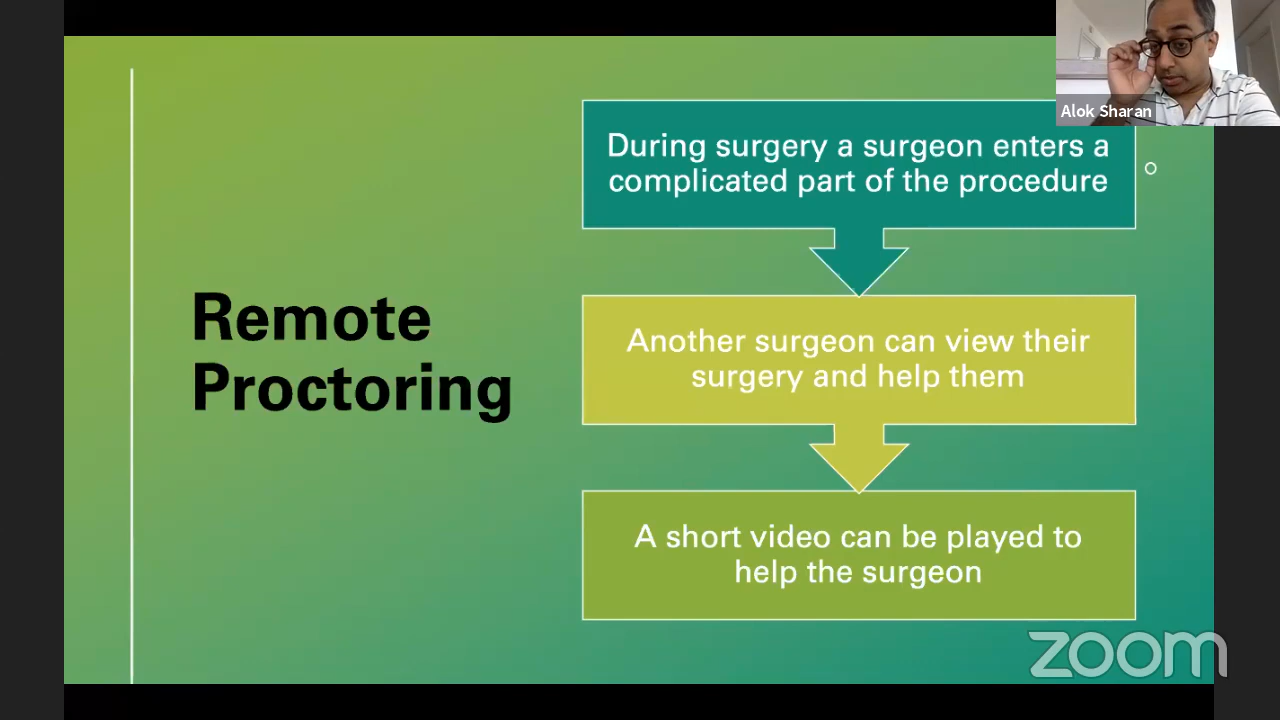 Alok Sharan
During surgery a surgeon enters a
complicated part of the procedure
Remote
Proctoring
Another surgeon can view their
surgery and help them
A short video can be played to
help the surgeon
zoom